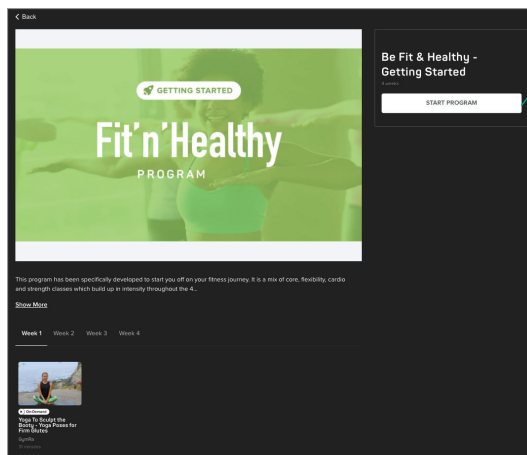 Back
GETTING STARTED
Fit'n'Healthy
PROGRAM
Be Fit & Healthy -
Getting Started
4 weeks
START PROGRAM
This program has been specifically developed to start you off on your fitness journey. It is a mix of core, flexibility, cardio
and strength classes which build up in intensity throughout the 4...
Show More
Week 1 Week 2 Week 3 Week 4
On Demand
Yoga To Sculpt the
Booty - Yoga Poses for
Firm Glutes
GymRa
minutes